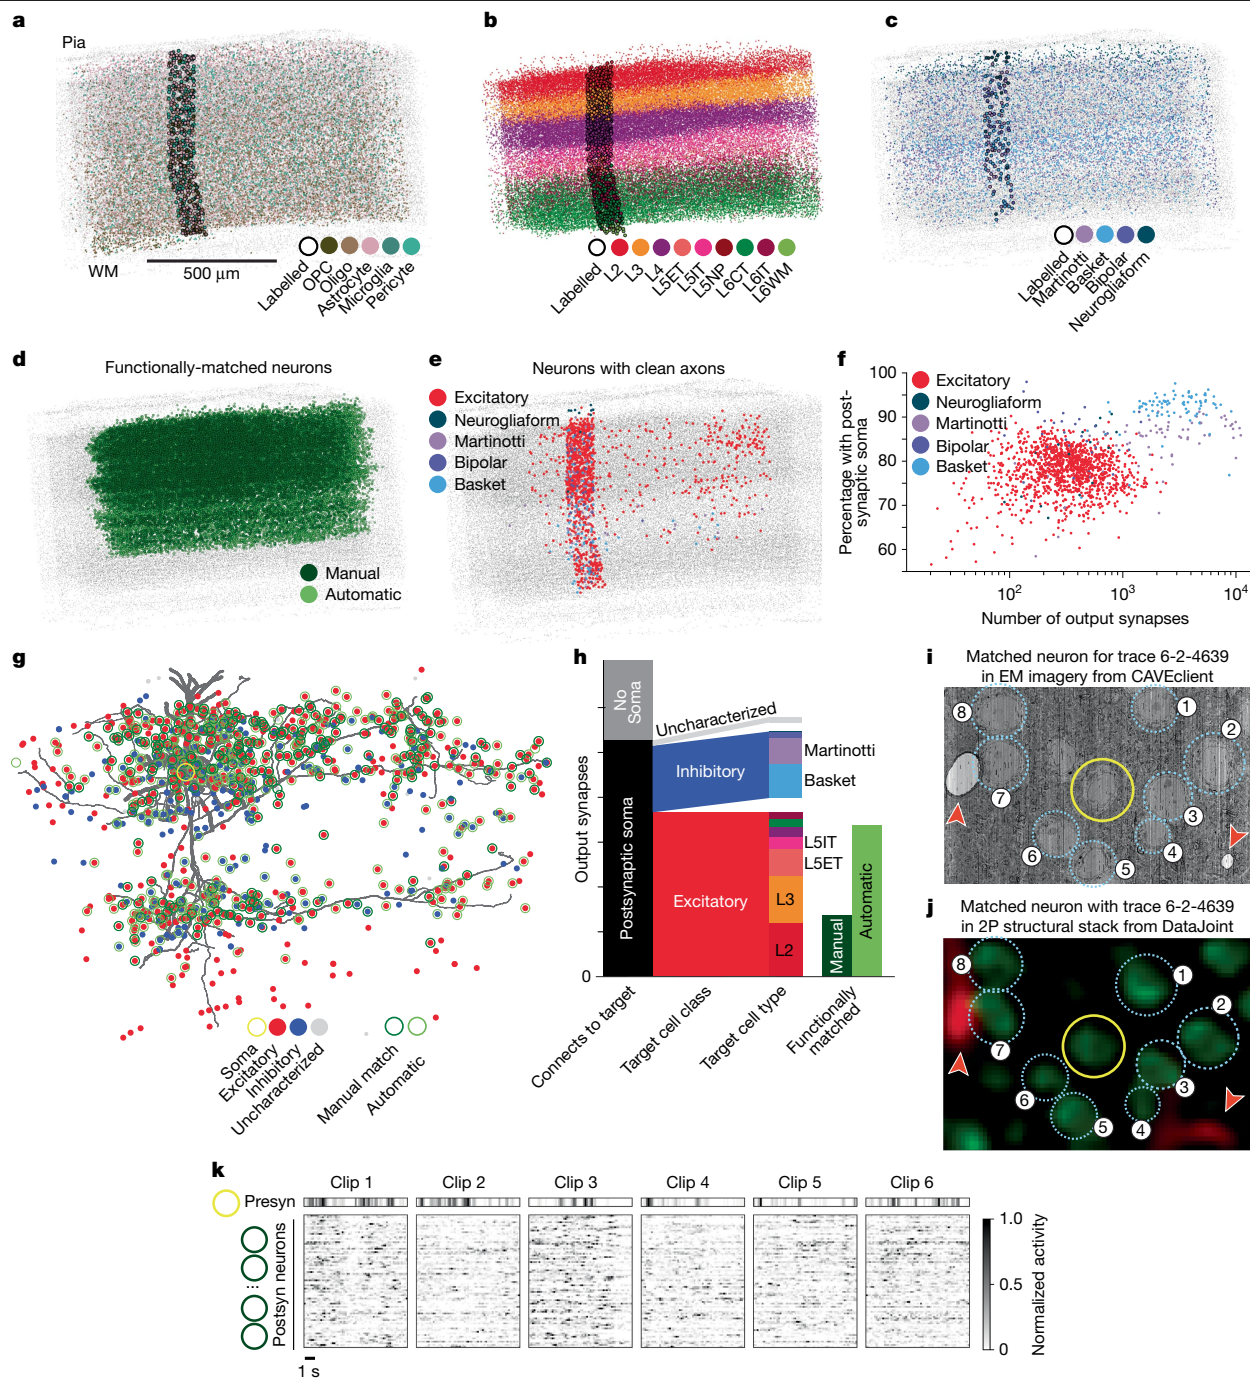 a
Pia
WM
500 µm
Labelled
OPC
Oligo
Astrocyte
Microglia
Pericyte
b
Labelled
L2
L3
L4
L5ET
L5IT
L5NP
L6CT
L6IT
L6WM
c
Labelled
Martinotti
Basket
Bipolar
Neurogliaform
d
Functionally-matched neurons
Manual
Automatic
e
Neurons with clean axons
Excitatory
Neurogliaform
Martinotti
Bipolar
Basket
f
Percentage with post-
synaptic soma
100
90
80
70
60
Excitatory
Neurogliaform
Martinotti
Bipolar
Basket
10²
10³
10⁴
Number of output synapses
g
Soma
Excitatory
Inhibitory
Uncharacterized
Manual match
Automatic
h
Output synapses
0
No
Soma
Postsynaptic soma
Uncharacterized
Inhibitory
Excitatory
Martinotti
Basket
L5IT
L5ET
L3
L2
Manual
Automatic
Connects to target
Target cell class
Target cell type
Functionally
matched
i
Matched neuron for trace 6-2-4639
in EM imagery from CAVEclient
8
1
2
7
3
6
4
5
j
Matched neuron with trace 6-2-4639
in 2P structural stack from DataJoint
8
1
2
7
3
6
4
5
k
Presyn
Postsyn neurons
Clip 1
Clip 2
Clip 3
Clip 4
Clip 5
Clip 6
1 s
1.0
0.5
0
Normalized activity